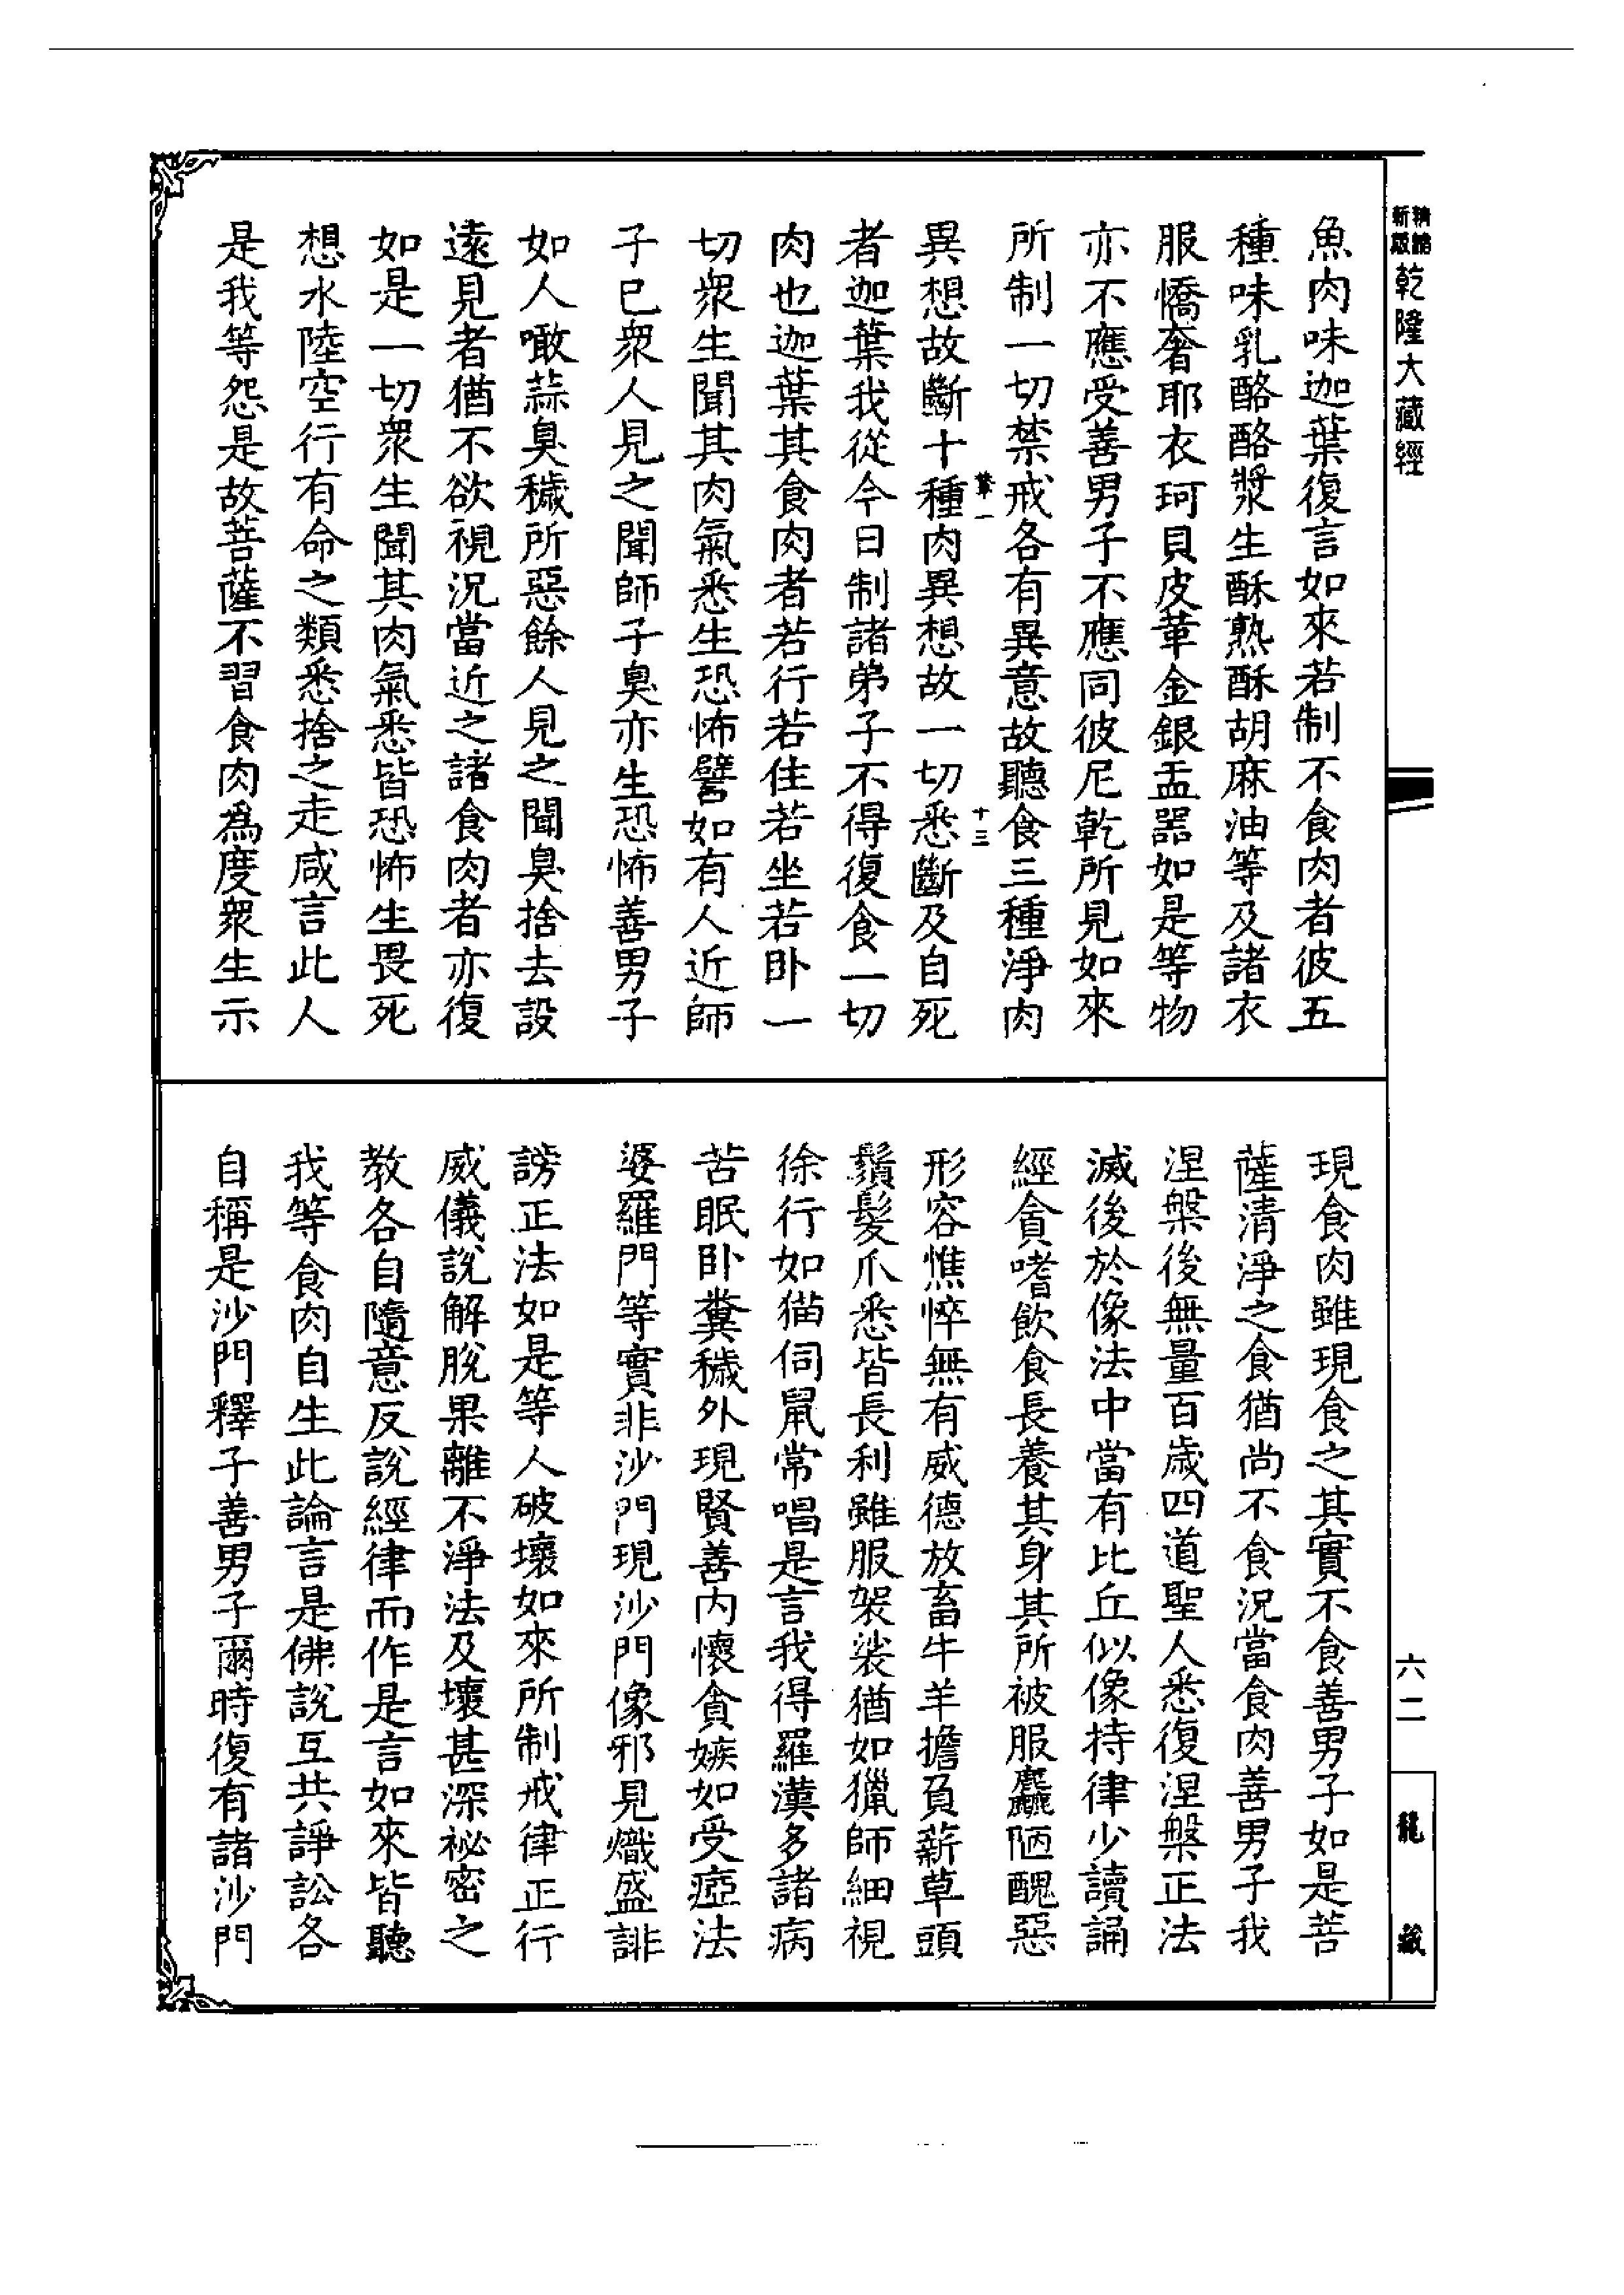 新版
精縮
乾隆大藏經
魚肉味迦葉復言如來若制不食肉者彼五
種味乳酪酪漿生酥熟酥胡麻油等及諸衣
服憍奢耶衣珂貝皮革金銀盂器如是等物
亦不應受善男子不應同彼尼乾所見如來
所制一切禁戒各有異意故聽食三種淨肉
十三
異想故斷十種肉異想故一切悉斷及自死
者迦葉我從今日制諸弟子不得復食一切
肉也迦葉其食肉者若行若住若坐若臥一
切眾生聞其肉氣悉生恐怖譬如有人近師
子已眾人見之聞師子臭亦生恐怖善男子
如人噉蒜臭穢所惡餘人見之聞臭捨去設
遠見者猶不欲視況當近之諸食肉者亦復
如是一切眾生聞其肉氣悉皆恐怖生畏死
想水陸空行有命之類悉捨之走咸言此人
是我等怨是故菩薩不習食肉為度眾生示
現食肉雖現食之其實不食善男子如是菩
薩清淨之食猶尚不食況當食肉善男子我
涅槃後無量百歲四道聖人悉復涅槃正法
滅後於像法中當有比丘似像持律少讀誦
經貪嗜飲食長養其身其所被服麤陋醜惡
形容憔悴無有威德放畜牛羊擔負薪草頭
鬚髮爪悉皆長利雖服袈裟猶如獵師細視
徐行如猫伺鼠常唱是言我得羅漢多諸病
苦眠臥糞穢外現賢善內懷貪嫉如受瘂法
婆羅門等實非沙門現沙門像邪見熾盛誹
謗正法如是等人破壞如來所制戒律正行
威儀說解脫果離不淨法及壞甚深祕密之
教各自隨意反說經律而作是言如來皆聽
我等食肉自生此論言是佛說互共諍訟各
自稱是沙門釋子善男子爾時復有諸沙門
六二
龍藏